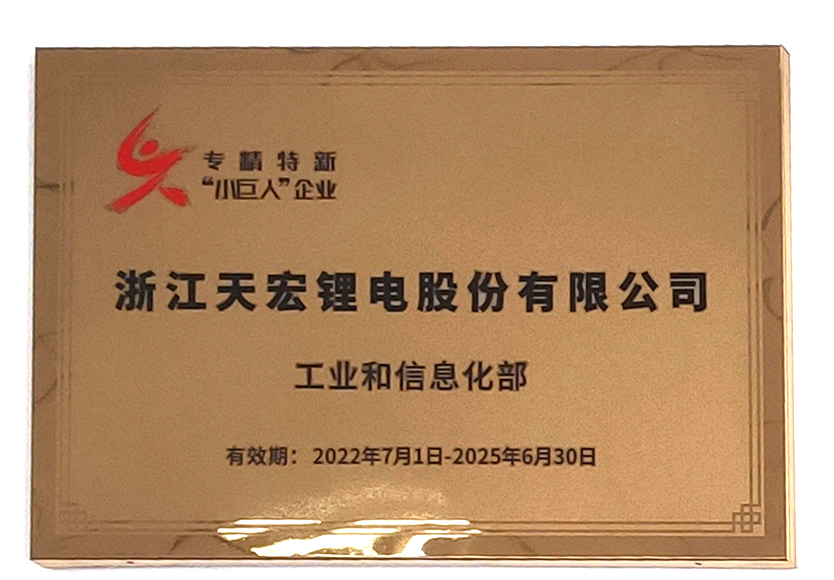 专精特新
“小巨人”企业
浙江天宏锂电股份有限公司
工业和信息化部
有效期：2022年7月1日-2025年6月30日